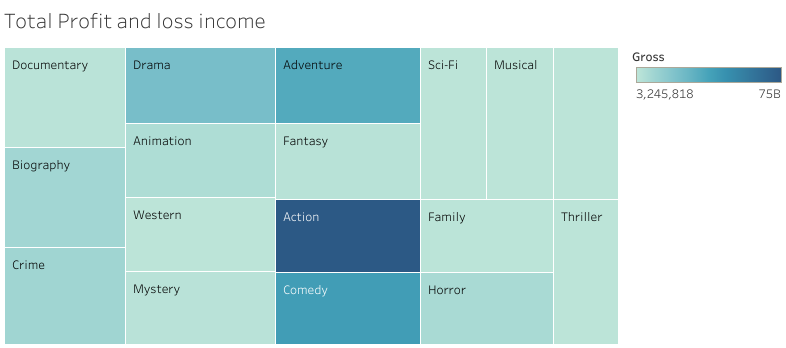 Total Profit and loss income
Documentary
Drama
Adventure
Sci-Fi
Musical
Gross
3,245,818
75B
Animation
Fantasy
Biography
Western
Action
Family
Thriller
Crime
Mystery
Comedy
Horror